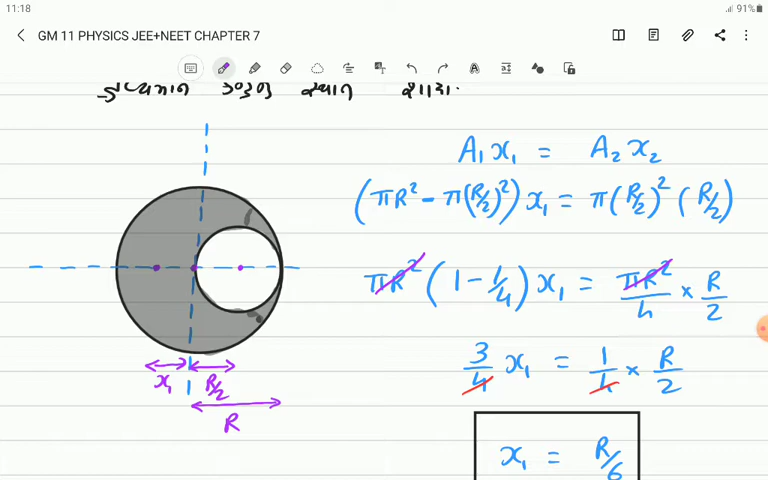 11:18
91%
GM 11 PHYSICS JEE+NEET CHAPTER 7
A₁x₁ = A₂x₂
(πR² - π(R/2)²) x₁ = π(R/2)² (R/2)
πR² (1 - 1/4) x₁ = πR²/4 × R/2
3/4 x₁ = 1/4 × R/2
x₁ R/2
R
x₁ = R/6